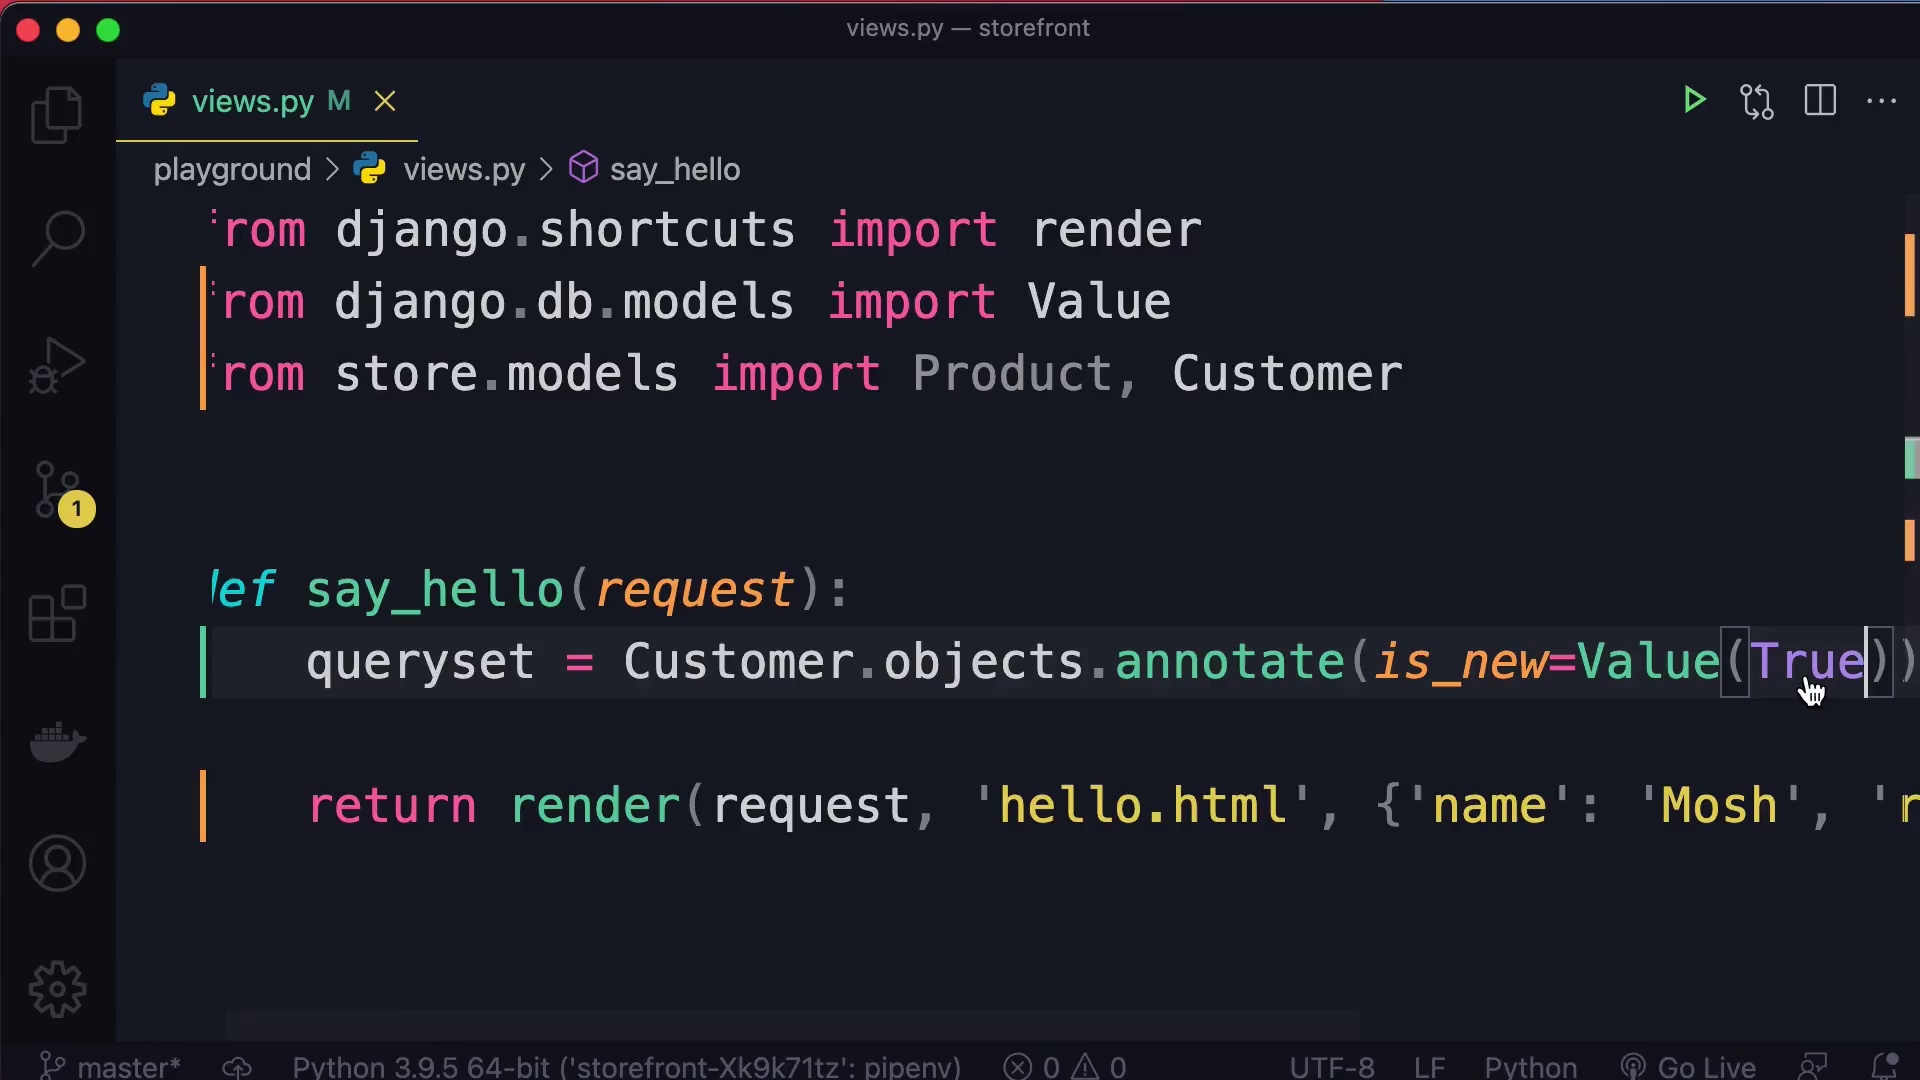 views.py — storefront
views.py M
playground > views.py > say_hello
rom django.shortcuts import render
rom django.db.models import Value
rom store.models import Product, Customer
def say_hello(request):
queryset = Customer.objects.annotate(is_new=Value(True))
return render(request, 'hello.html', {'name': 'Mosh', 'r
1
master* Python 3.9.5 64-bit ('storefront-Xk9k71tz': pipenv) 0 0 UTF-8 LF Python Go Live